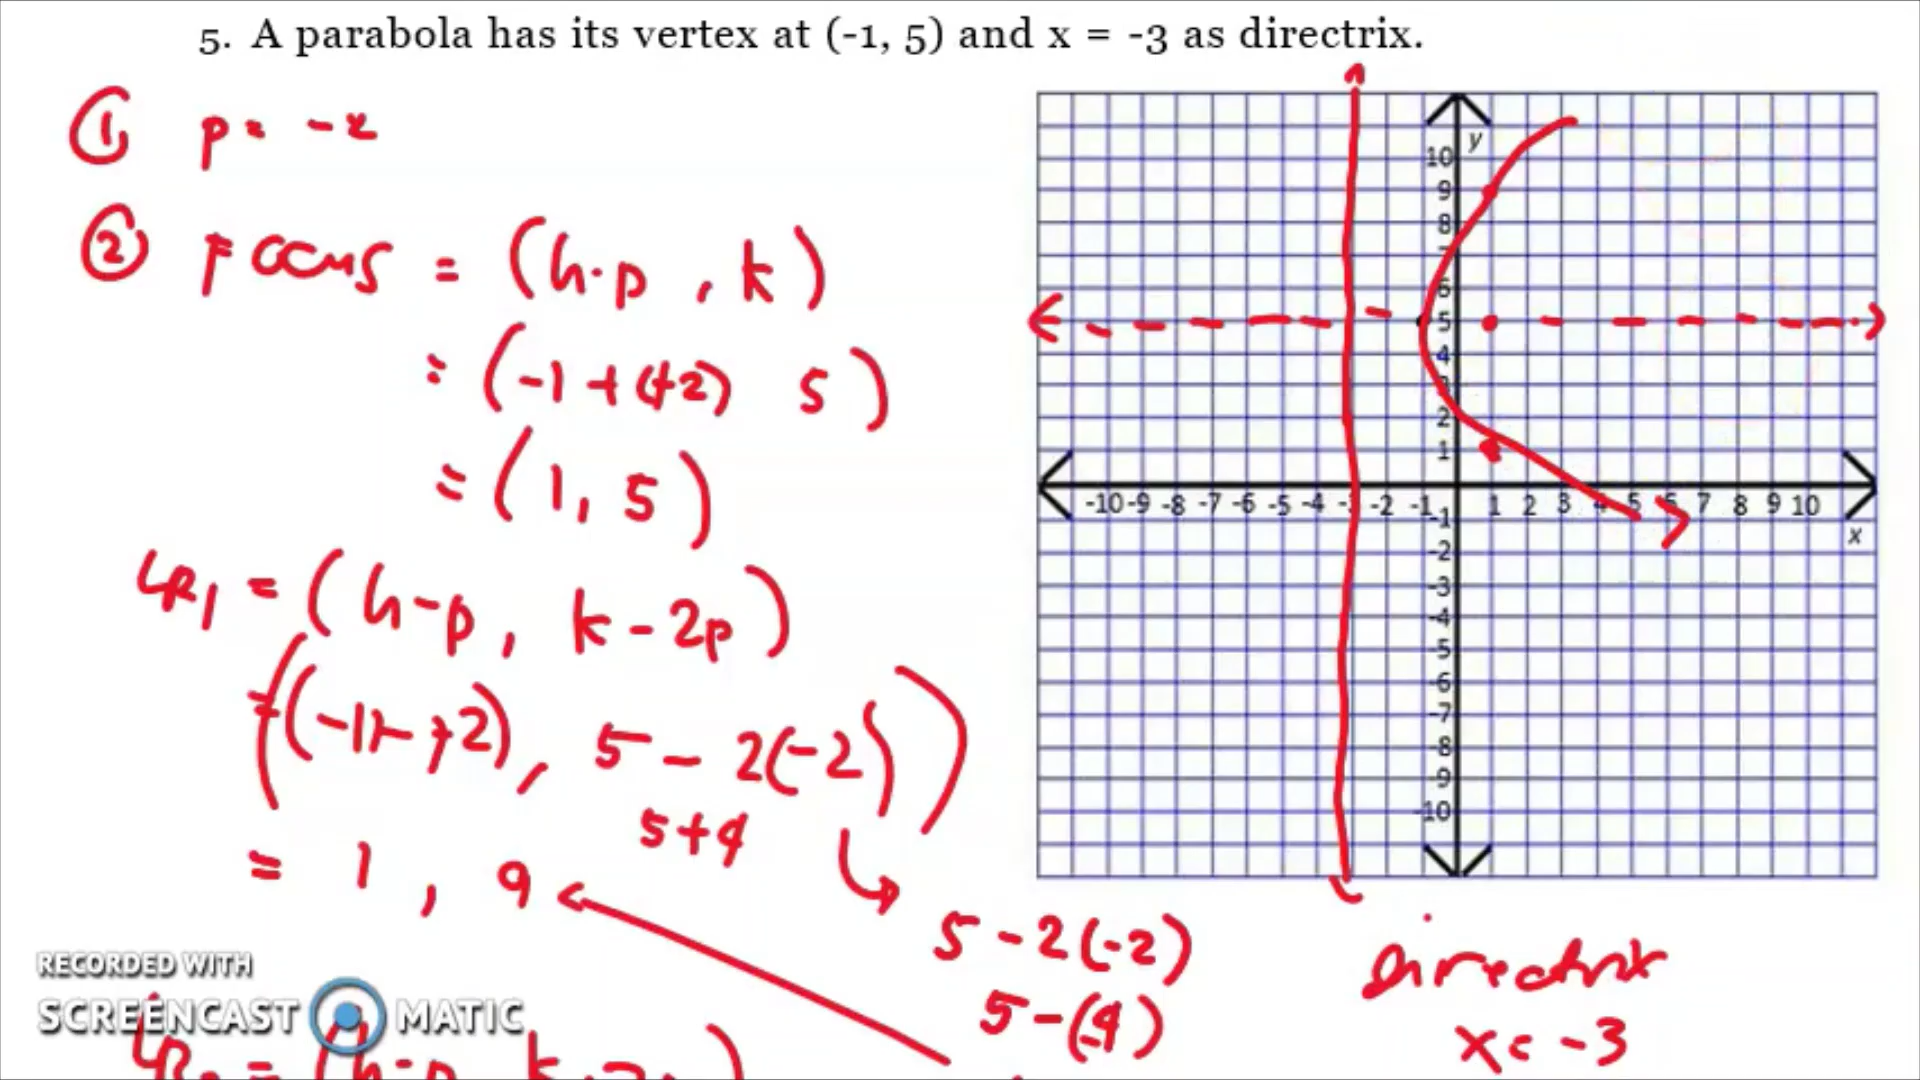 5. A parabola has its vertex at (-1, 5) and x = -3 as directrix.
① p = -2
② Focus = (h-p, k)
= (-1+(+2) 5)
= (1, 5)
LR1 = (h-p, k-2p)
5 - 2(-2)
5+4
= 1, 9
5-2(-2)
5-(-4)
y
10
9
8
7
6
5
4
3
2
1
-10 -9 -8 -7 -6 -5 -4 -2 -1 1 2 3 4 5 6 7 8 9 10
x
-1
-2
-3
-4
-5
-6
-7
-8
-9
-10
Directrix
x = -3
RECORDED WITH
SCREENCAST MATIC